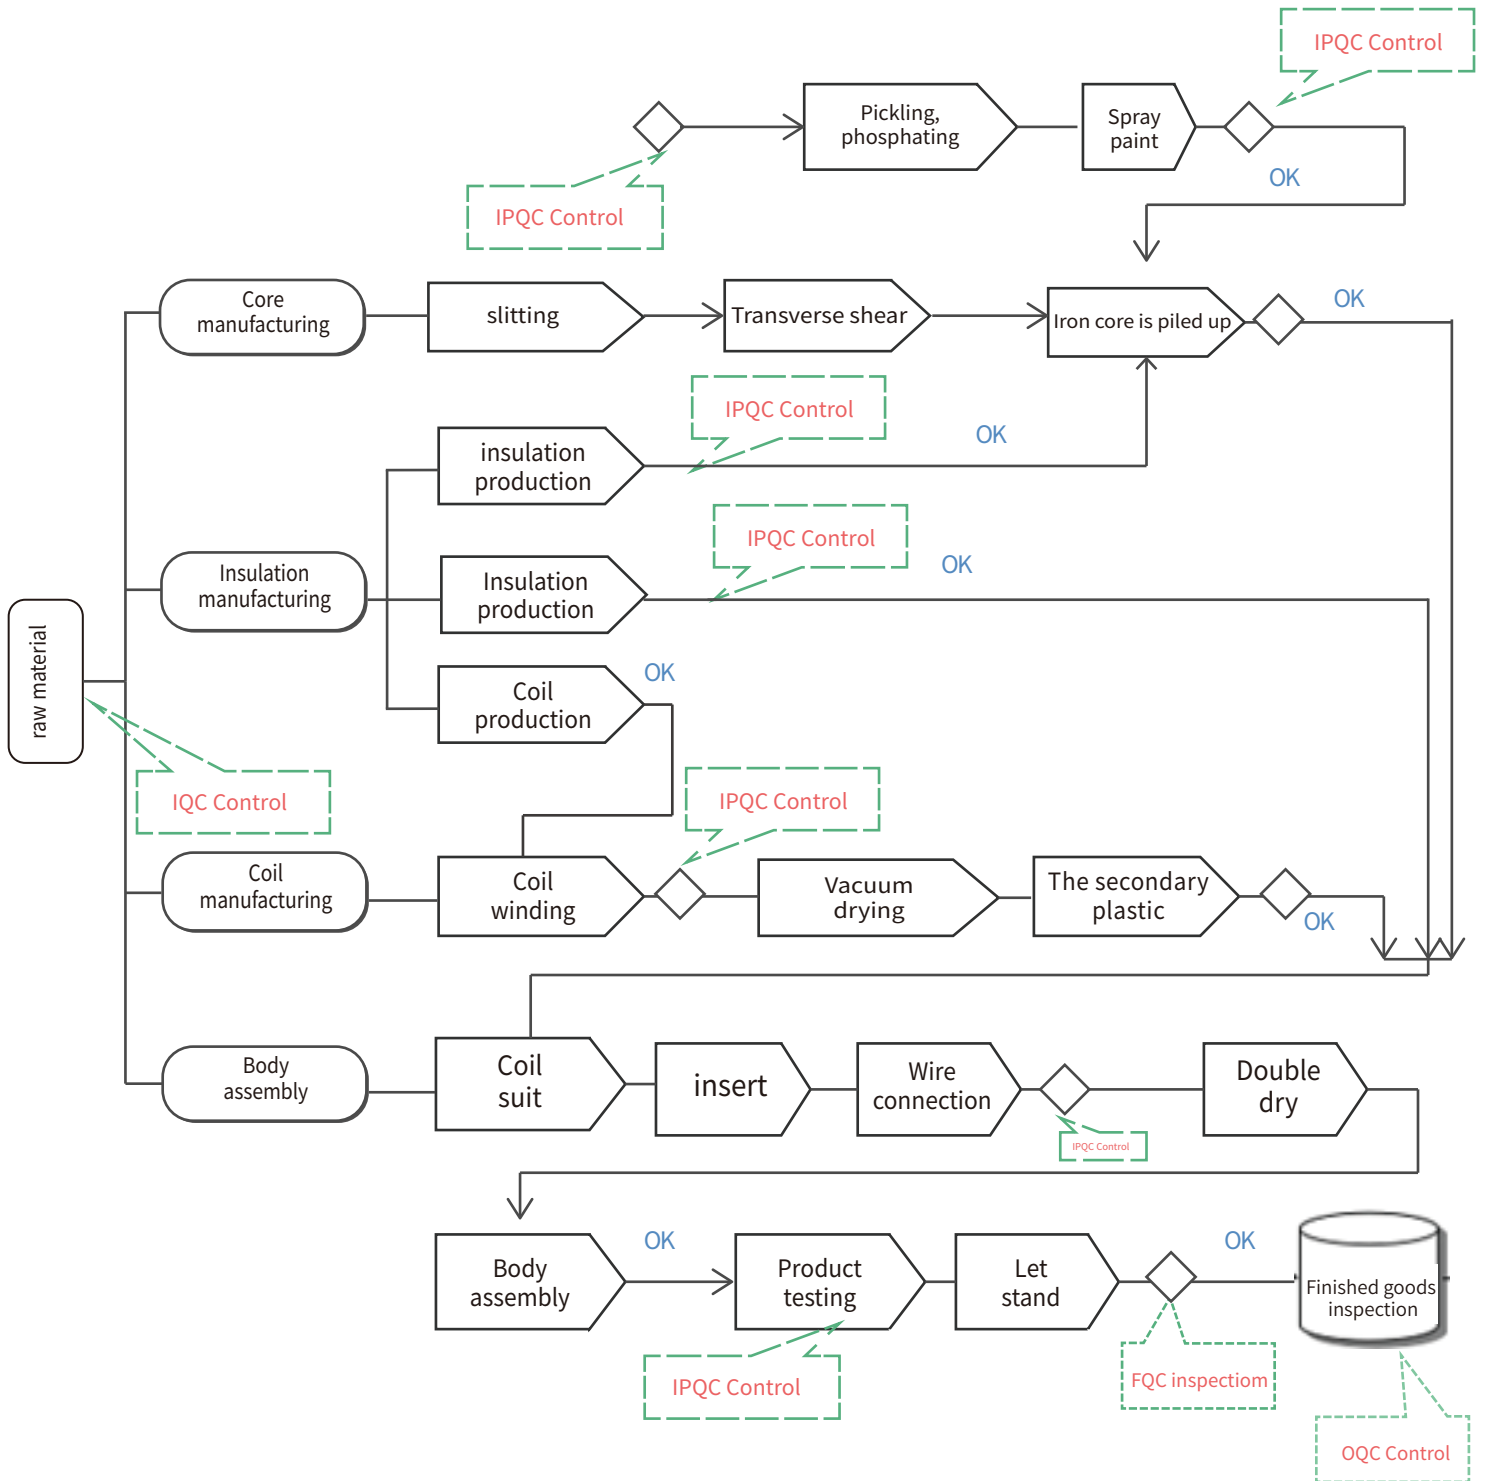 IPQC Control
Pickling,
phosphating
Spray
paint
OK
IPQC Control
Core
manufacturing
slitting
Transverse shear
Iron core is piled up
OK
IPQC Control
OK
insulation
production
IPQC Control
OK
Insulation
manufacturing
Insulation
production
raw material
OK
Coil
production
IQC Control
IPQC Control
Coil
manufacturing
Coil
winding
Vacuum
drying
The secondary
plastic
OK
Body
assembly
Coil
suit
insert
Wire
connection
Double
dry
IPQC Control
Body
assembly
OK
Product
testing
Let
stand
OK
Finished goods
inspection
IPQC Control
FQC inspectiom
OQC Control